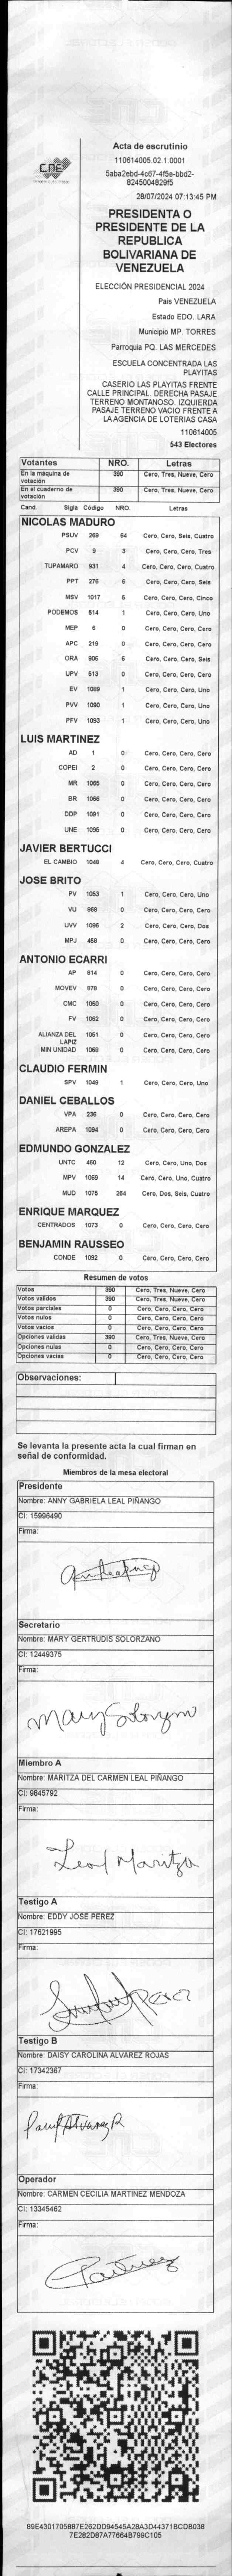 CNE
Acta de escrutinio
110614005.02.1.0001
5aba2ebd-4c67-4f5e-bbd2-
8245004829f5
28/07/2024 07:13:45 PM
PRESIDENTA O
PRESIDENTE DE LA
REPUBLICA
BOLIVARIANA DE
VENEZUELA
ELECCIÓN PRESIDENCIAL 2024
Pais VENEZUELA
Estado EDO. LARA
Municipio MP. TORRES
Parroquia PQ. LAS MERCEDES
ESCUELA CONCENTRADA LAS
PLAYITAS
CASERIO LAS PLAYITAS FRENTE
CALLE PRINCIPAL. DERECHA PASAJE
TERRENO MONTANOSO. IZQUIERDA
PASAJE TERRENO VACIO FRENTE A
LA AGENCIA DE LOTERIAS CASA
110614005
543 Electores
Votantes NRO. Letras
En la máquina de votación 390 Cero, Tres, Nueve, Cero
En el cuaderno de votación 390 Cero, Tres, Nueve, Cero
Cand. Sigla Código NRO. Letras
NICOLAS MADURO
PSUV 269 64 Cero, Cero, Seis, Cuatro
PCV 9 3 Cero, Cero, Cero, Tres
TUPAMARO 931 4 Cero, Cero, Cero, Cuatro
PPT 276 6 Cero, Cero, Cero, Seis
MSV 1017 5 Cero, Cero, Cero, Cinco
PODEMOS 514 1 Cero, Cero, Cero, Uno
MEP 6 0 Cero, Cero, Cero, Cero
APC 219 0 Cero, Cero, Cero, Cero
ORA 906 6 Cero, Cero, Cero, Seis
UPV 513 0 Cero, Cero, Cero, Cero
EV 1089 1 Cero, Cero, Cero, Uno
PVV 1090 1 Cero, Cero, Cero, Uno
PFV 1093 1 Cero, Cero, Cero, Uno
LUIS MARTINEZ
AD 1 0 Cero, Cero, Cero, Cero
COPEI 2 0 Cero, Cero, Cero, Cero
MR 1065 0 Cero, Cero, Cero, Cero
BR 1066 0 Cero, Cero, Cero, Cero
DDP 1091 0 Cero, Cero, Cero, Cero
UNE 1095 0 Cero, Cero, Cero, Cero
JAVIER BERTUCCI
EL CAMBIO 1048 4 Cero, Cero, Cero, Cuatro
JOSE BRITO
PV 1053 1 Cero, Cero, Cero, Uno
VU 868 0 Cero, Cero, Cero, Cero
UVV 1096 2 Cero, Cero, Cero, Dos
MPJ 458 0 Cero, Cero, Cero, Cero
ANTONIO ECARRI
AP 814 0 Cero, Cero, Cero, Cero
MOVEV 878 0 Cero, Cero, Cero, Cero
CMC 1050 0 Cero, Cero, Cero, Cero
FV 1062 0 Cero, Cero, Cero, Cero
ALIANZA DEL LAPIZ 1051 0 Cero, Cero, Cero, Cero
MIN UNIDAD 1068 0 Cero, Cero, Cero, Cero
CLAUDIO FERMIN
SPV 1049 1 Cero, Cero, Cero, Uno
DANIEL CEBALLOS
VPA 236 0 Cero, Cero, Cero, Cero
AREPA 1094 0 Cero, Cero, Cero, Cero
EDMUNDO GONZALEZ
UNTC 460 12 Cero, Cero, Uno, Dos
MPV 1069 14 Cero, Cero, Uno, Cuatro
MUD 1075 264 Cero, Dos, Seis, Cuatro
ENRIQUE MARQUEZ
CENTRADOS 1073 0 Cero, Cero, Cero, Cero
BENJAMIN RAUSSEO
CONDE 1092 0 Cero, Cero, Cero, Cero
Resumen de votos
Votos 390 Cero, Tres, Nueve, Cero
Votos validos 390 Cero, Tres, Nueve, Cero
Votos parciales 0 Cero, Cero, Cero, Cero
Votos nulos 0 Cero, Cero, Cero, Cero
Votos vacios 0 Cero, Cero, Cero, Cero
Opciones validas 390 Cero, Tres, Nueve, Cero
Opciones nulas 0 Cero, Cero, Cero, Cero
Opciones vacias 0 Cero, Cero, Cero, Cero
Observaciones:
Se levanta la presente acta la cual firman en
señal de conformidad.
Miembros de la mesa electoral
Presidente
Nombre: ANNY GABRIELA LEAL PIÑANGO
CI: 15996490
Firma:
Secretario
Nombre: MARY GERTRUDIS SOLORZANO
CI: 12449375
Firma:
Mary Solorzano
Miembro A
Nombre: MARITZA DEL CARMEN LEAL PIÑANGO
CI: 9845792
Firma:
Leal Maritza
Testigo A
Nombre: EDDY JOSE PEREZ
CI: 17621995
Firma:
Testigo B
Nombre: DAISY CAROLINA ALVAREZ ROJAS
CI: 17342367
Firma:
Operador
Nombre: CARMEN CECILIA MARTINEZ MENDOZA
CI: 13345462
Firma:
89E4301705887E262DD94545A28A3D44371BCDB038
7E282D87A77664B799C105